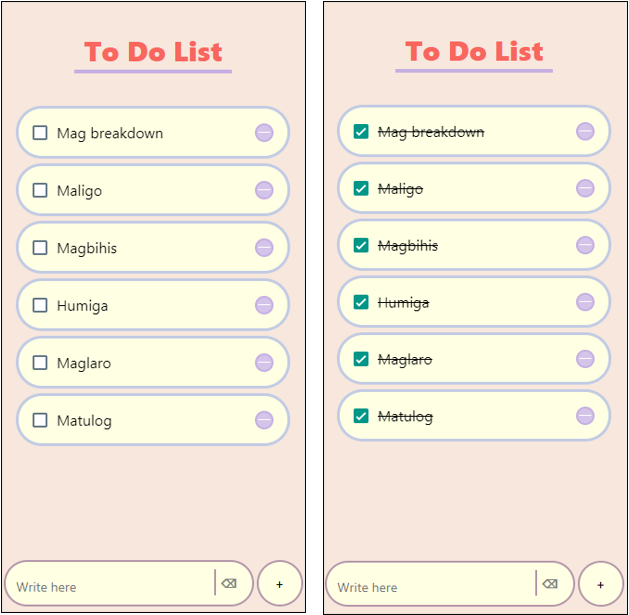 To Do List
Mag breakdown
Maligo
Magbihis
Humiga
Maglaro
Matulog
Write here
+
To Do List
Mag breakdown
Maligo
Magbihis
Humiga
Maglaro
Matulog
Write here
+